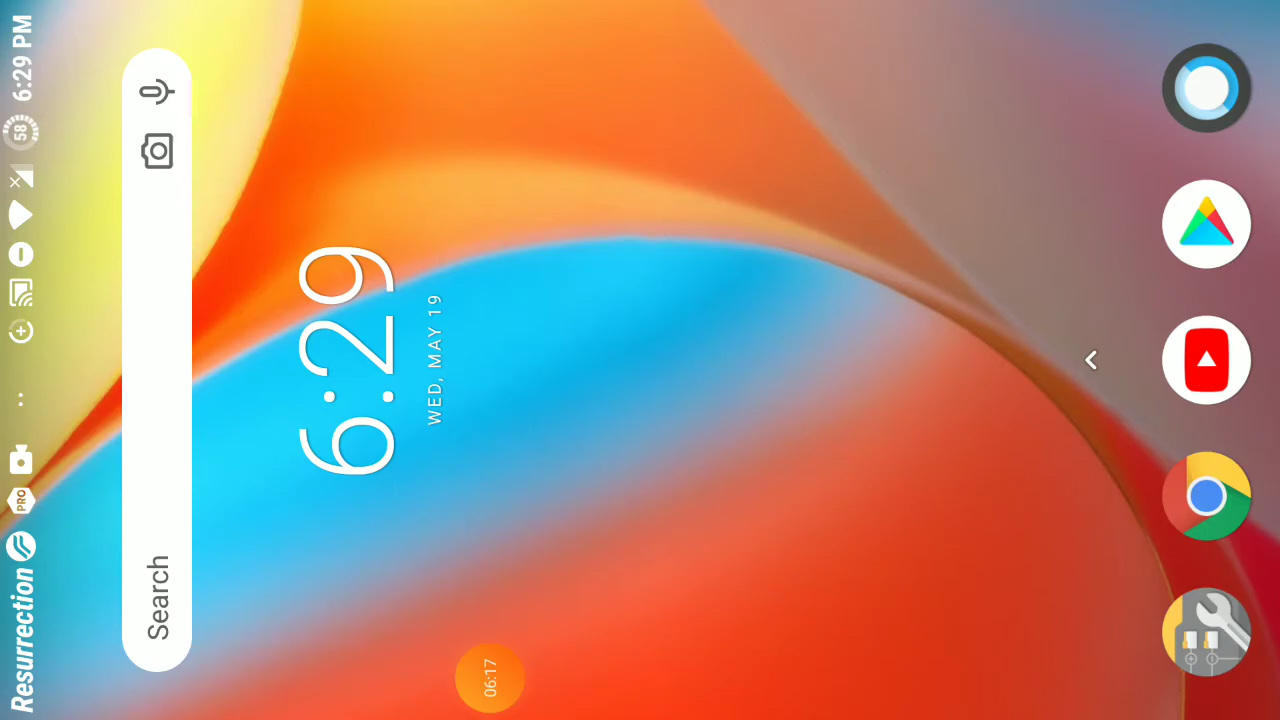 Resurrection PRO 58 6:29 PM
Search
6:29
WED, MAY 19
06:17